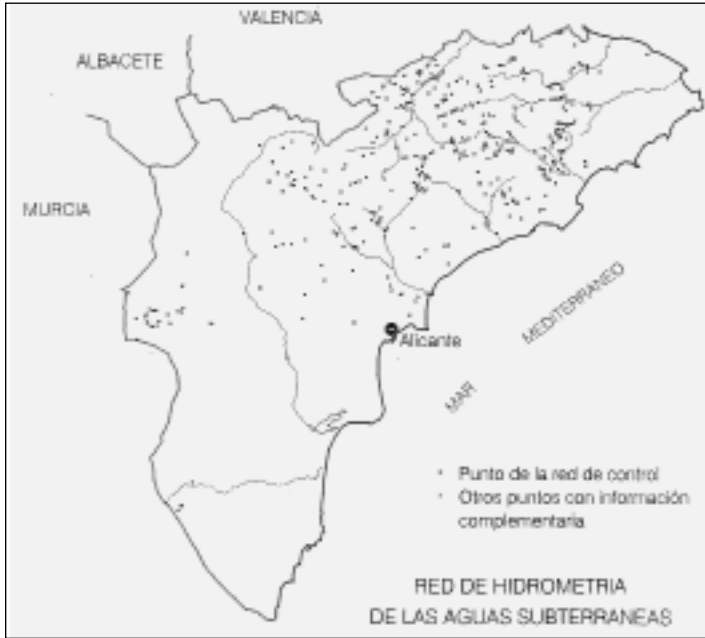 VALENCIA
ALBACETE
MURCIA
MEDITERRANEO
Alicante
MAR
Punto de la red de control
Otros puntos con información
complementaria
RED DE HIDROMETRIA
DE LAS AGUAS SUBTERRANEAS